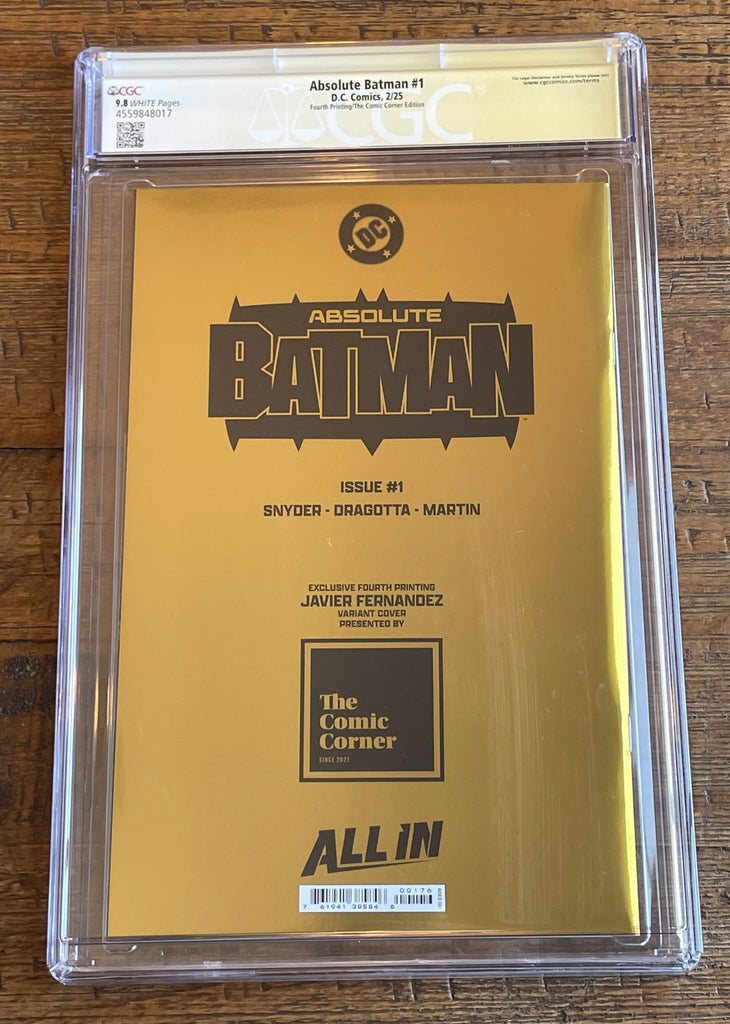 CGC
9.8 WHITE Pages
4559848017
Absolute Batman #1
D.C. Comics, 2/25
Fourth Printing/The Comic Corner Edition
For Legal Disclaimer and Service Terms please visit:
www.cgccomics.com/terms
CGC®
DC
ABSOLUTE
BATMAN
ISSUE #1
SNYDER - DRAGOTTA - MARTIN
EXCLUSIVE FOURTH PRINTING
JAVIER FERNANDEZ
VARIANT COVER
PRESENTED BY
The
Comic
Corner
SINCE 2021
ALL IN
00176
7 61941 38504 6